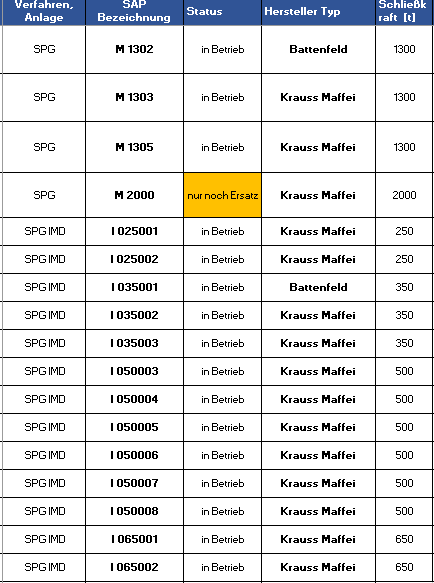 Verfahren, Anlage SAP Bezeichnung Status Hersteller Typ Schließk raft [t]
SPG M 1302 in Betrieb Battenfeld 1300
SPG M 1303 in Betrieb Krauss Maffei 1300
SPG M 1305 in Betrieb Krauss Maffei 1300
SPG M 2000 nur noch Ersatz Krauss Maffei 2000
SPG IMD I 025001 in Betrieb Krauss Maffei 250
SPG IMD I 025002 in Betrieb Krauss Maffei 250
SPG IMD I 035001 in Betrieb Battenfeld 350
SPG IMD I 035002 in Betrieb Krauss Maffei 350
SPG IMD I 035003 in Betrieb Krauss Maffei 350
SPG IMD I 050003 in Betrieb Krauss Maffei 500
SPG IMD I 050004 in Betrieb Krauss Maffei 500
SPG IMD I 050005 in Betrieb Krauss Maffei 500
SPG IMD I 050006 in Betrieb Krauss Maffei 500
SPG IMD I 050007 in Betrieb Krauss Maffei 500
SPG IMD I 050008 in Betrieb Krauss Maffei 500
SPG IMD I 065001 in Betrieb Krauss Maffei 650
SPG IMD I 065002 in Betrieb Krauss Maffei 650